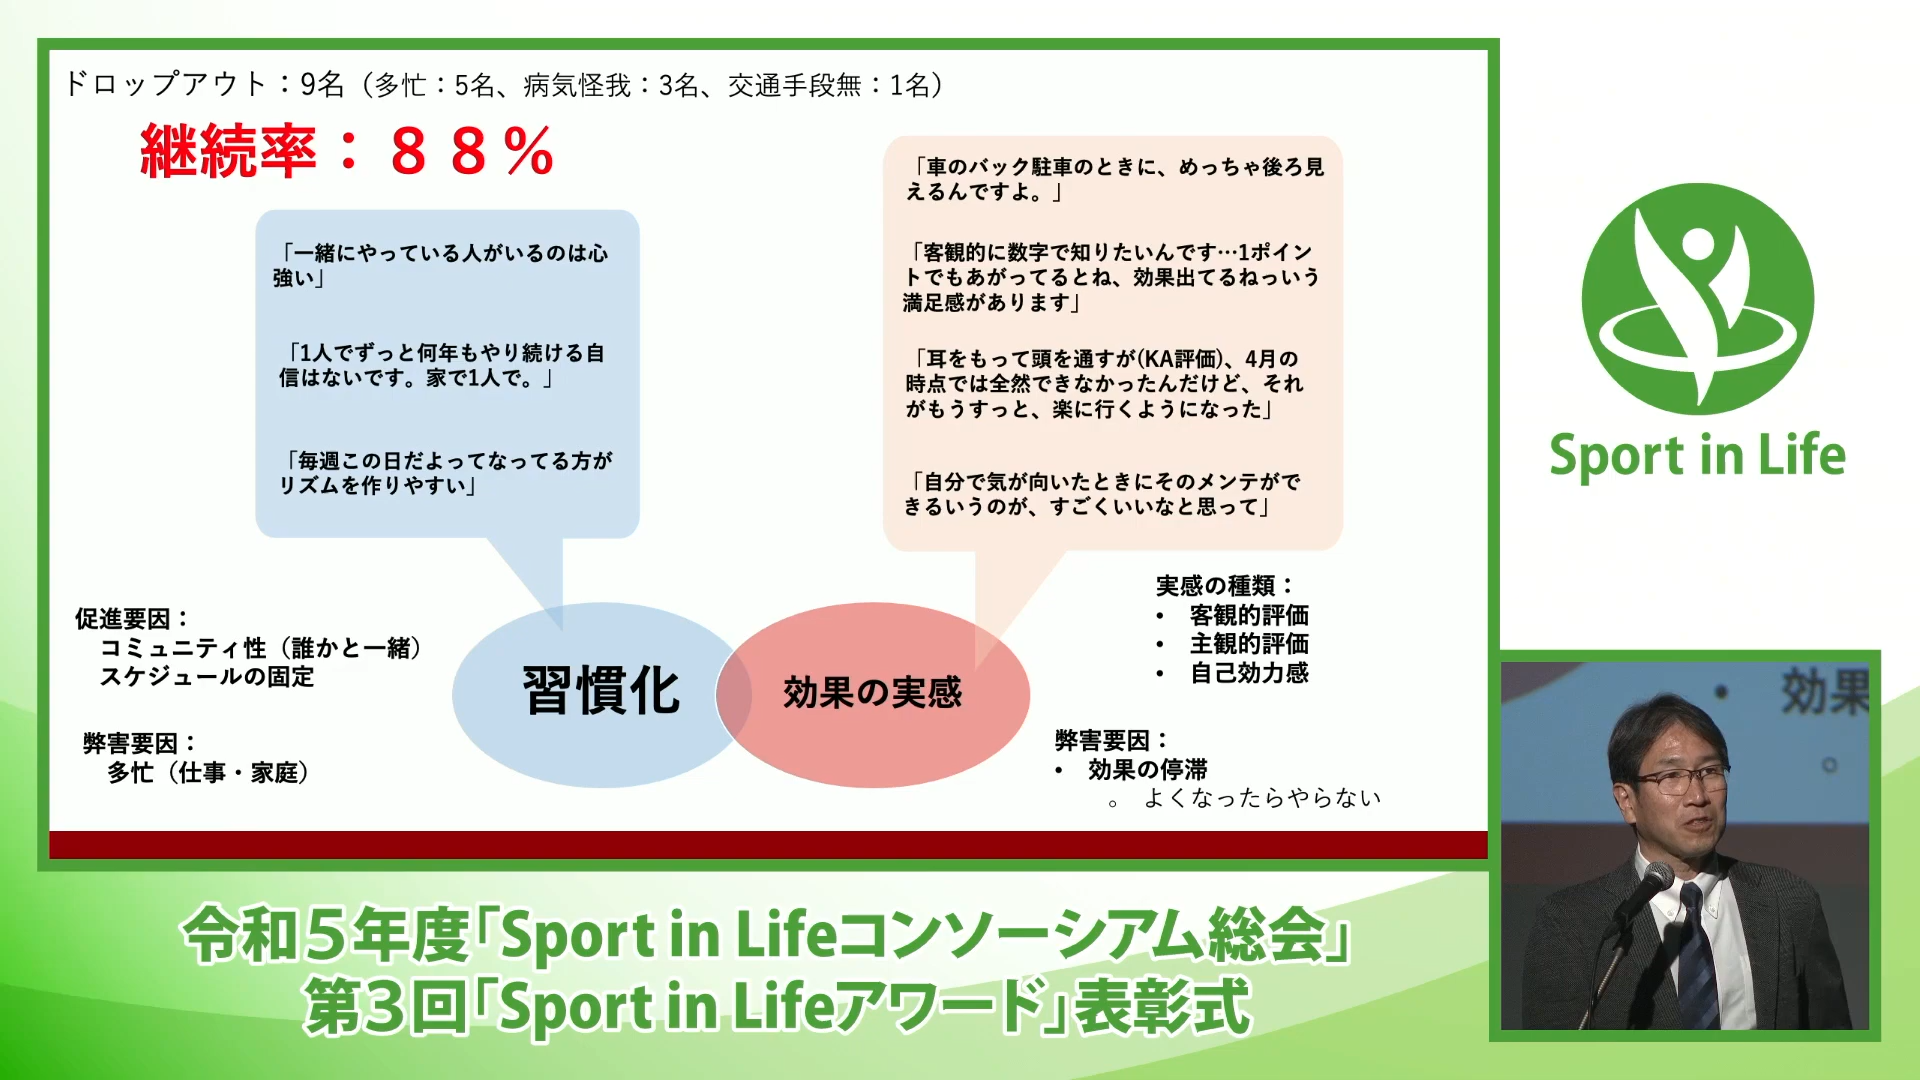 ドロップアウト：9名（多忙：5名、病気怪我：3名、交通手段無：1名）
継続率：８８％
「一緒にやっている人がいるのは心
強い」
「1人でずっと何年もやり続ける自
信はないです。家で1人で。」
「毎週この日だよってなってる方が
リズムを作りやすい」
「車のバック駐車のときに、めっちゃ後ろ見
えるんですよ。」
「客観的に数字で知りたいんです…1ポイン
トでもあがってるとね、効果出てるねっいう
満足感があります」
「耳をもって頭を通すが(KA評価)、4月の
時点では全然できなかったんだけど、それ
がもうすっと、楽に行くようになった」
「自分で気が向いたときにそのメンテがで
きるいうのが、すごくいいなと思って」
促進要因：
コミュニティ性（誰かと一緒）
スケジュールの固定
弊害要因：
多忙（仕事・家庭）
習慣化
効果の実感
実感の種類：
• 客観的評価
• 主観的評価
• 自己効力感
弊害要因：
• 効果の停滞
。 よくなったらやらない
Sport in Life
• 効果
。
令和５年度「Sport in Lifeコンソーシアム総会」
第３回「Sport in Lifeアワード」表彰式